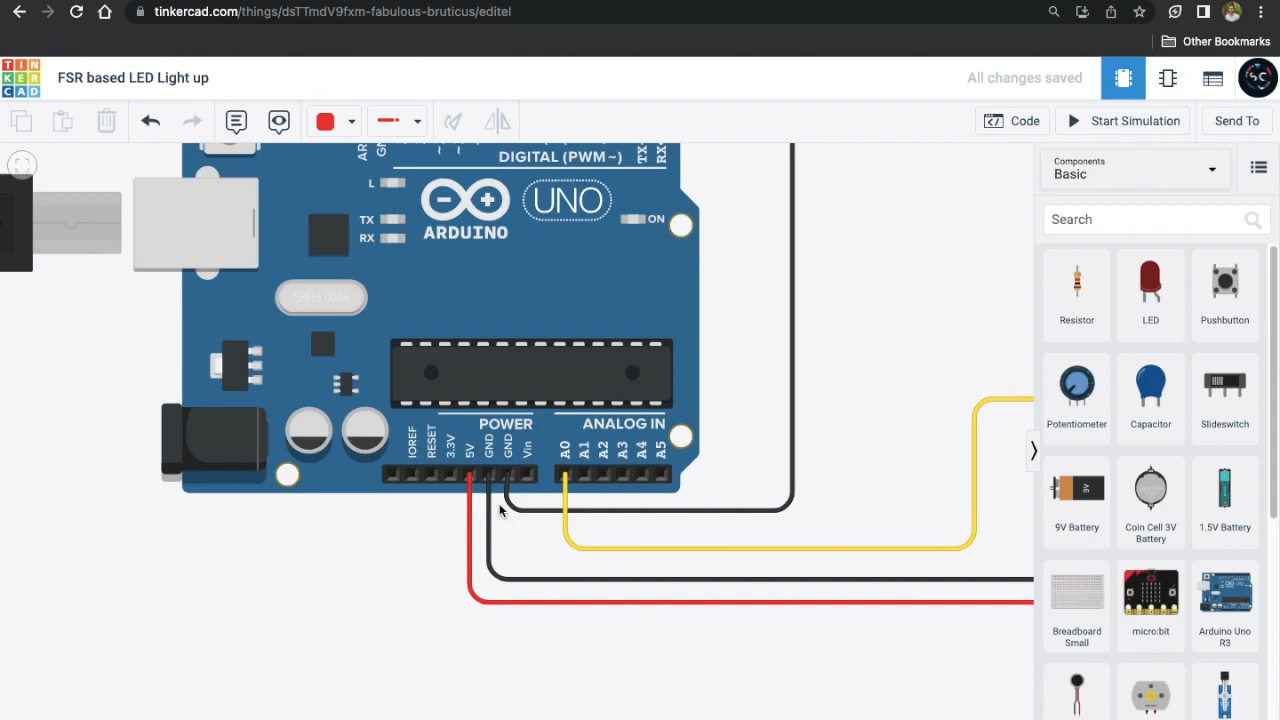 tinkercad.com/things/dsTTmdV9fxm-fabulous-bruticus/editel
Other Bookmarks
TIN
KER
CAD
FSR based LED Light up
All changes saved
SC
Code
Start Simulation
Send To
Components
Basic
Search
DIGITAL (PWM~)
L
TX
RX
ARDUINO
UNO
ON
POWER
ANALOG IN
IOREF
RESET
3.3V
5V
GND
GND
Vin
A0
A1
A2
A3
A4
A5
Resistor
LED
Pushbutton
Potentiometer
Capacitor
Slideswitch
9V
9V Battery
Coin Cell 3V
Battery
1.5V Battery
Breadboard
Small
micro:bit
Arduino Uno
R3